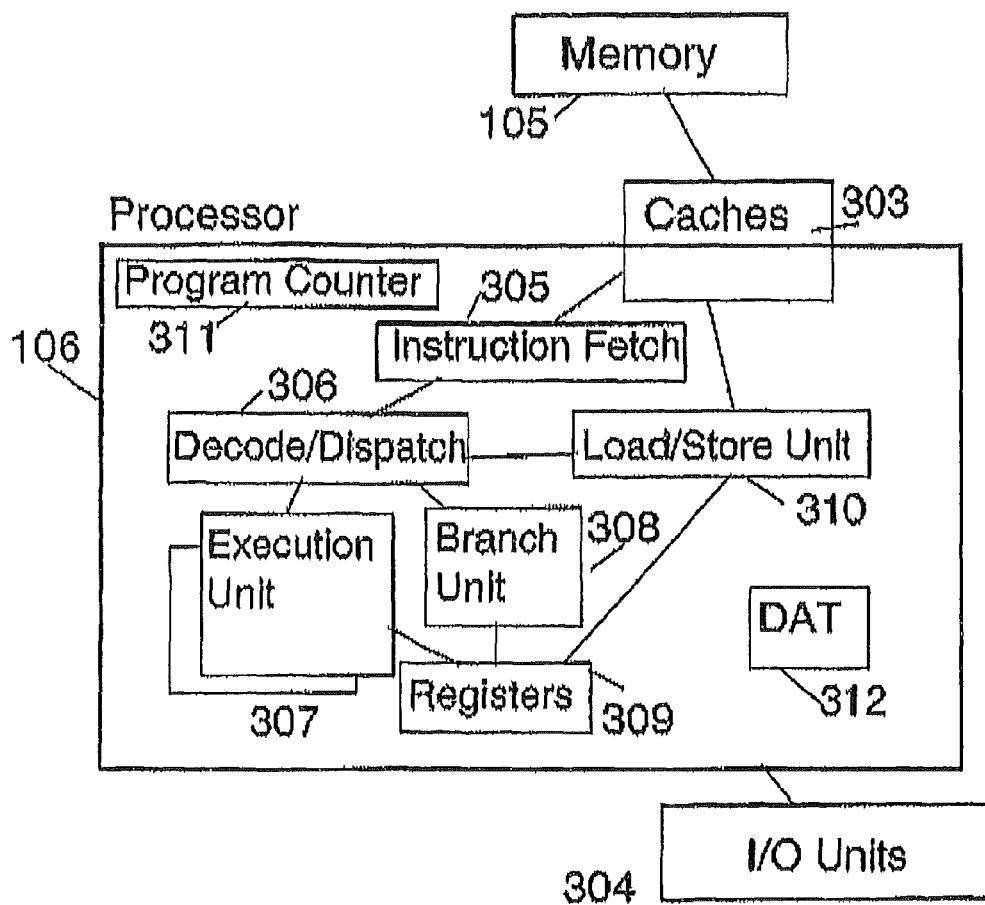 Memory
105
Processor
Caches
303
Program Counter
311
305
Instruction Fetch
106
306
Decode/Dispatch
Load/Store Unit
310
Execution
Unit
Branch
Unit
308
DAT
312
307
Registers
309
I/O Units
304